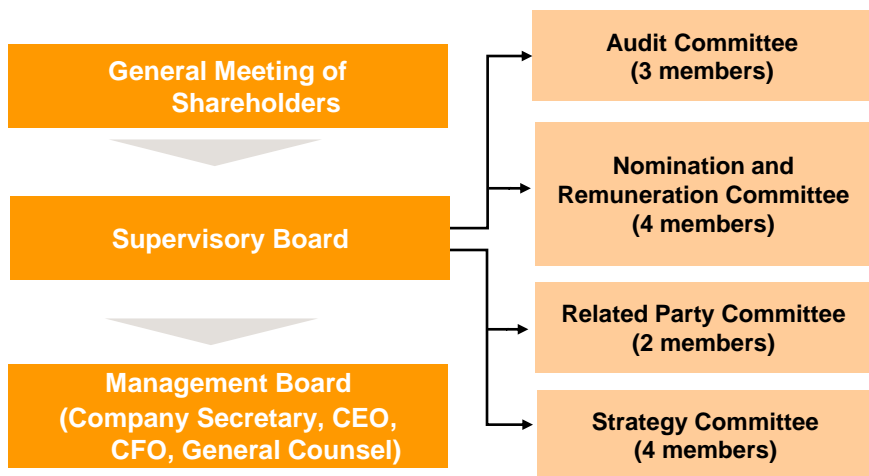 General Meeting of
Shareholders
Supervisory Board
Management Board
(Company Secretary, CEO,
CFO, General Counsel)
Audit Committee
(3 members)
Nomination and
Remuneration Committee
(4 members)
Related Party Committee
(2 members)
Strategy Committee
(4 members)